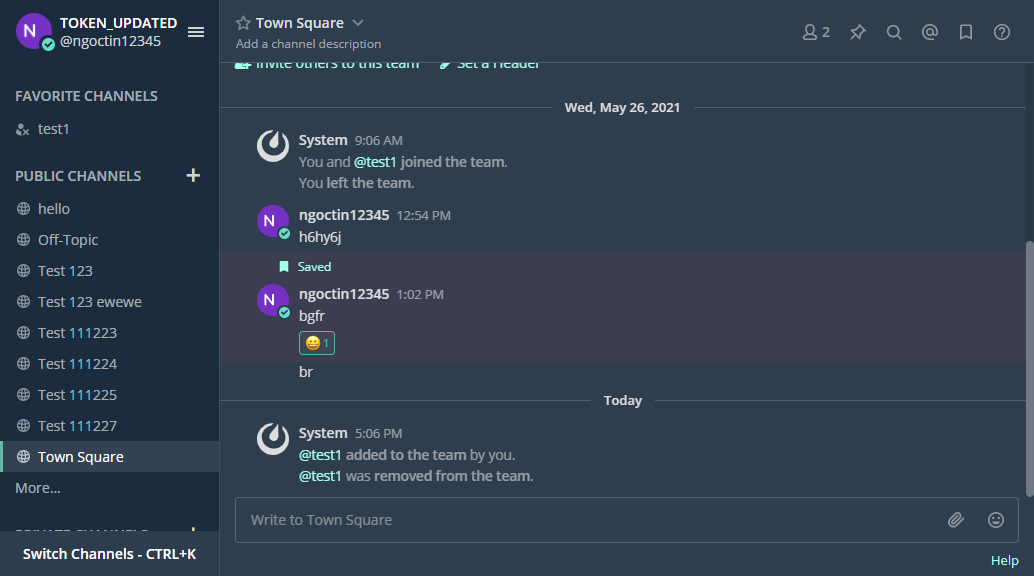 N
TOKEN_UPDATED
@ngoctin12345
FAVORITE CHANNELS
test1
PUBLIC CHANNELS +
hello
Off-Topic
Test 123
Test 123 ewewe
Test 111223
Test 111224
Test 111225
Test 111227
Town Square
More...
PRIVATE CHANNELS +
Switch Channels - CTRL+K
Town Square
2
Add a channel description
Invite others to this team Set a Header
Wed, May 26, 2021
System 9:06 AM
You and @test1 joined the team.
You left the team.
N
ngoctin12345 12:54 PM
h6hy6j
Saved
N
ngoctin12345 1:02 PM
bgfr
1
br
Today
System 5:06 PM
@test1 added to the team by you.
@test1 was removed from the team.
Write to Town Square
Help